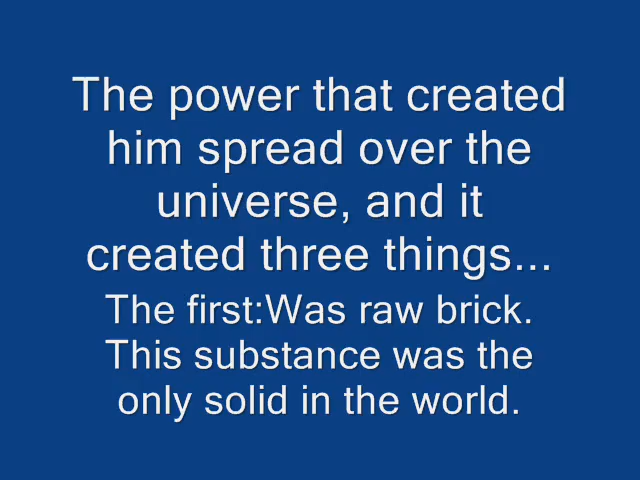 The power that created
him spread over the
universe, and it
created three things...
The first:Was raw brick.
This substance was the
only solid in the world.